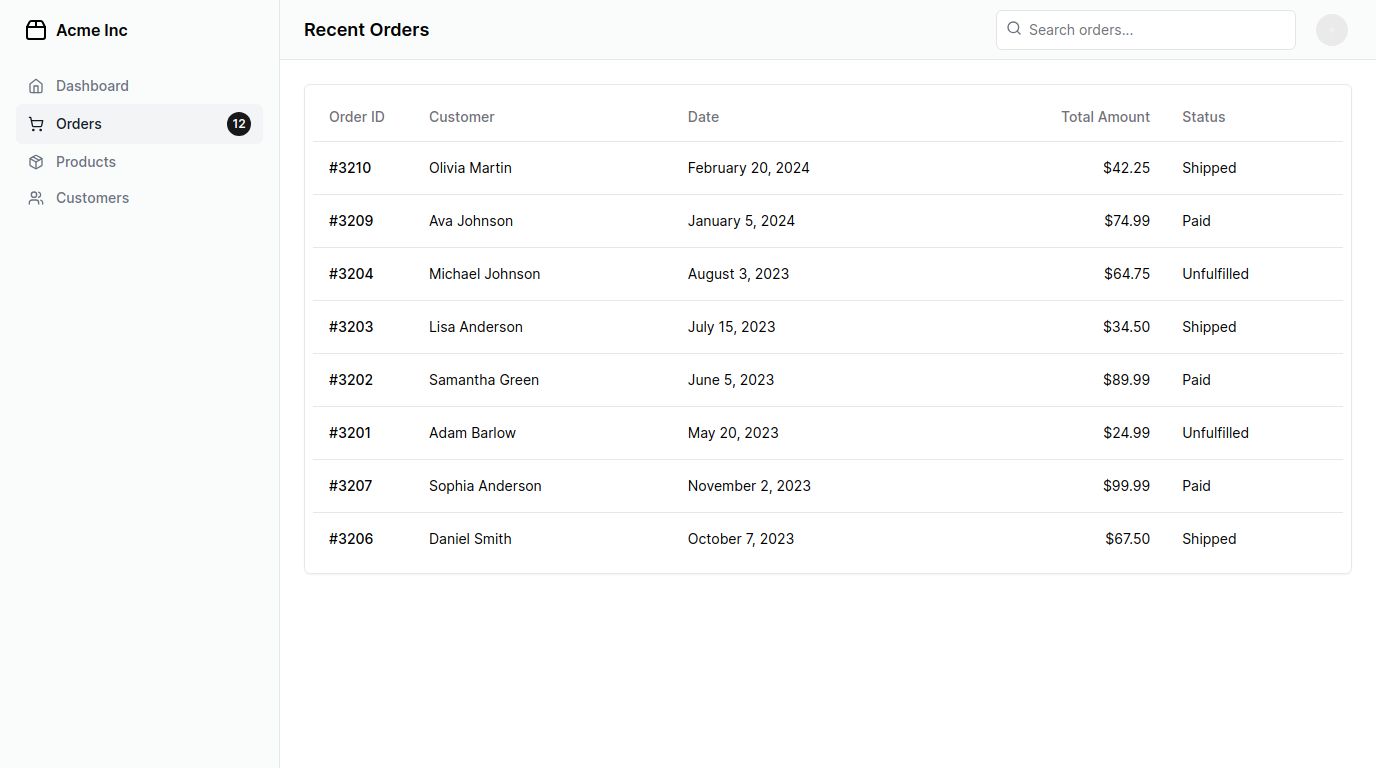 Acme Inc
Dashboard
Orders 12
Products
Customers
Recent Orders
Search orders...
Order ID Customer Date Total Amount Status
#3210 Olivia Martin February 20, 2024 $42.25 Shipped
#3209 Ava Johnson January 5, 2024 $74.99 Paid
#3204 Michael Johnson August 3, 2023 $64.75 Unfulfilled
#3203 Lisa Anderson July 15, 2023 $34.50 Shipped
#3202 Samantha Green June 5, 2023 $89.99 Paid
#3201 Adam Barlow May 20, 2023 $24.99 Unfulfilled
#3207 Sophia Anderson November 2, 2023 $99.99 Paid
#3206 Daniel Smith October 7, 2023 $67.50 Shipped